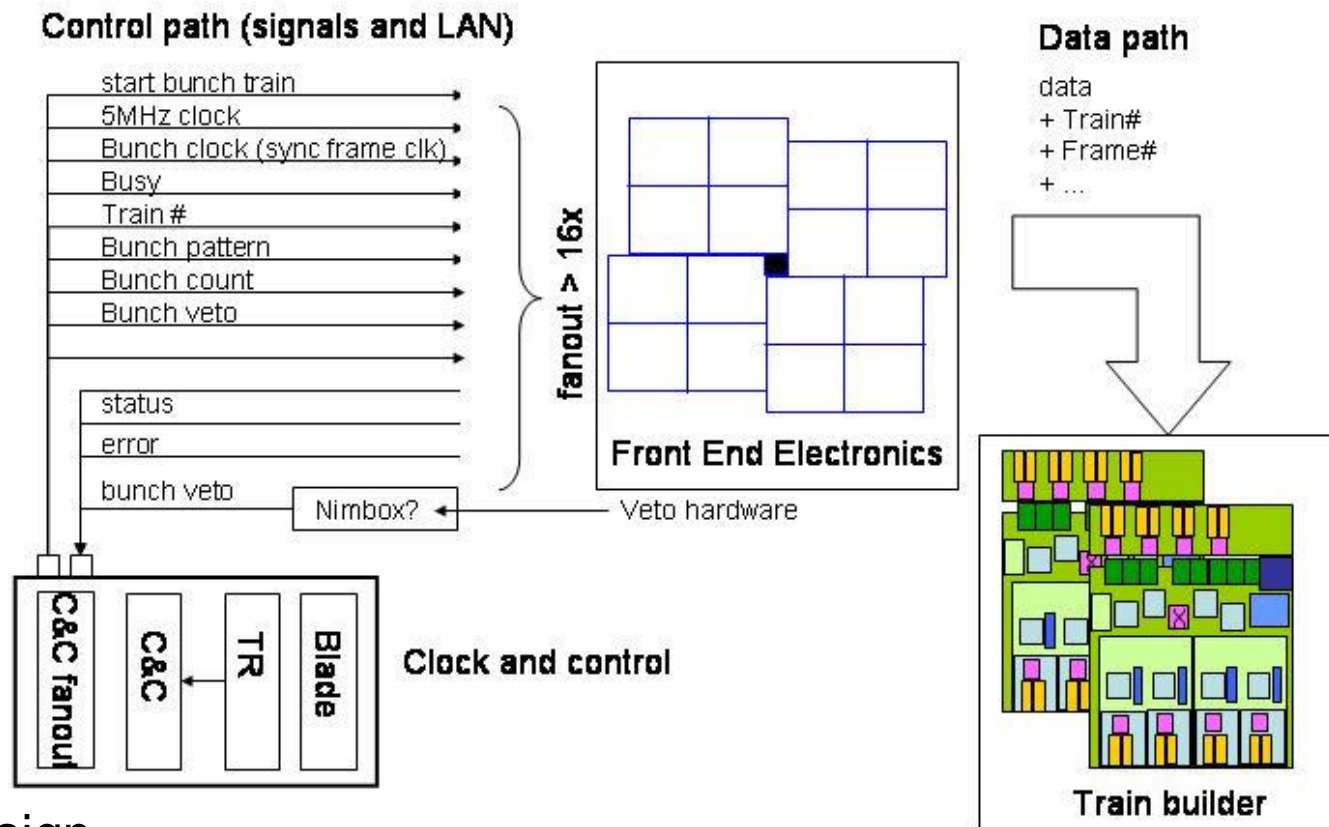 Control path (signals and LAN)
start bunch train
5MHz clock
Bunch clock (sync frame clk)
Busy
Train #
Bunch pattern
Bunch count
Bunch veto
status
error
bunch veto
Nimbox?
Veto hardware
fanout > 16x
Front End Electronics
Data path
data
+ Train#
+ Frame#
+ ...
C&C fanout
C&C
TR
Blade
Clock and control
Train builder